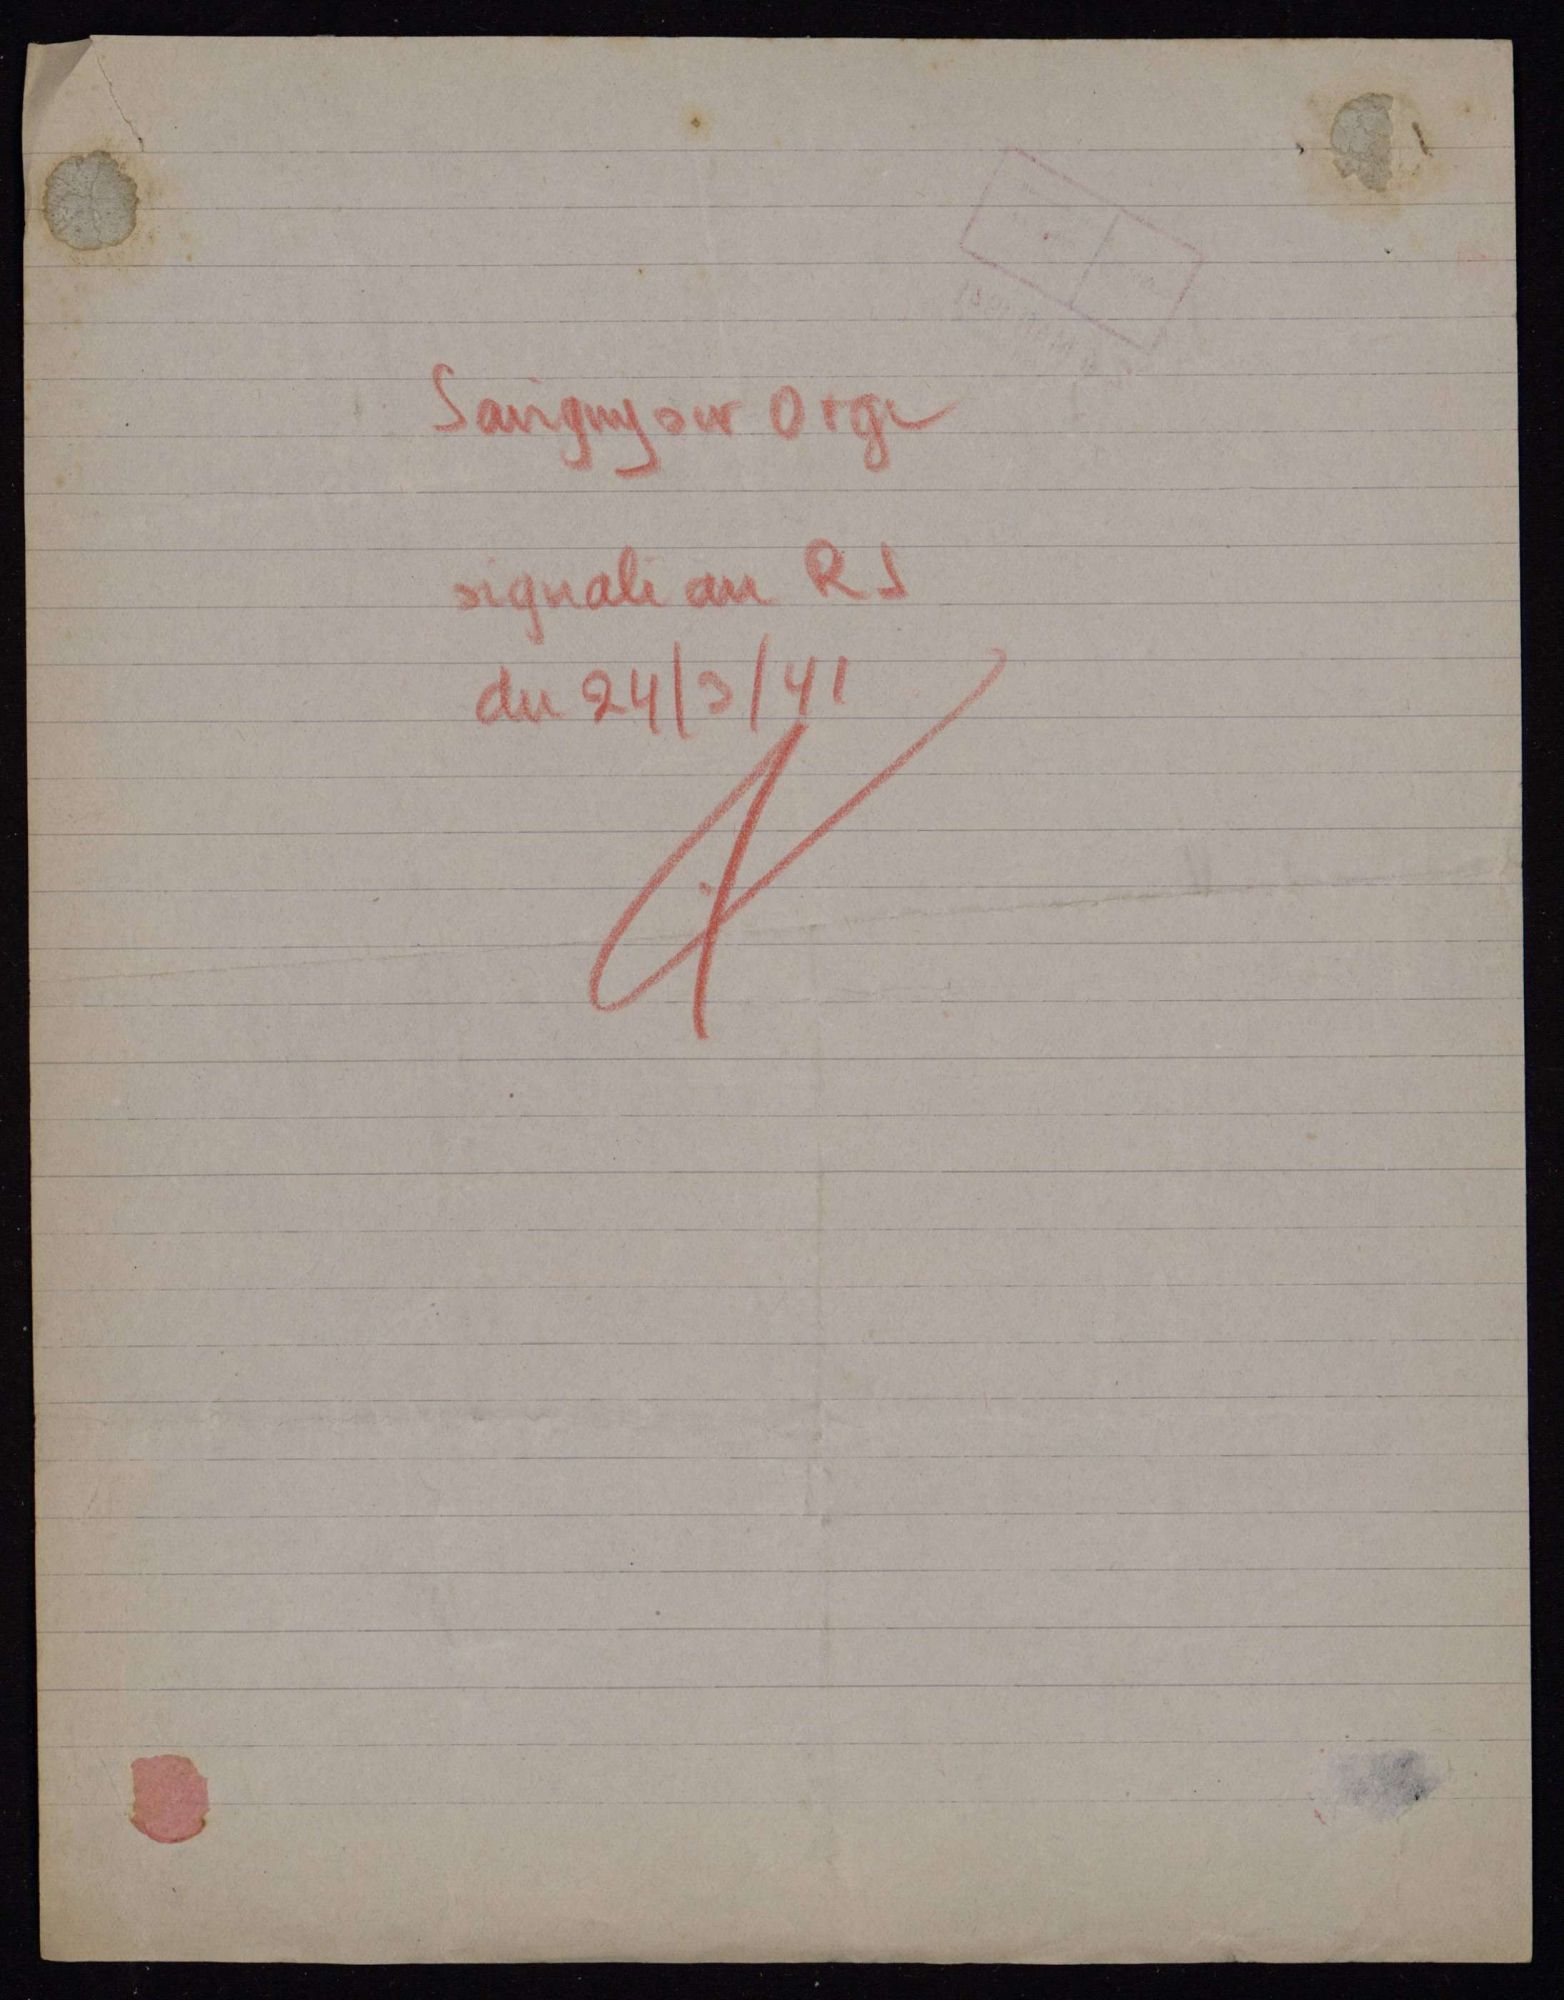 Savigny sur Orge
signalé au RJ
du 24/3/41